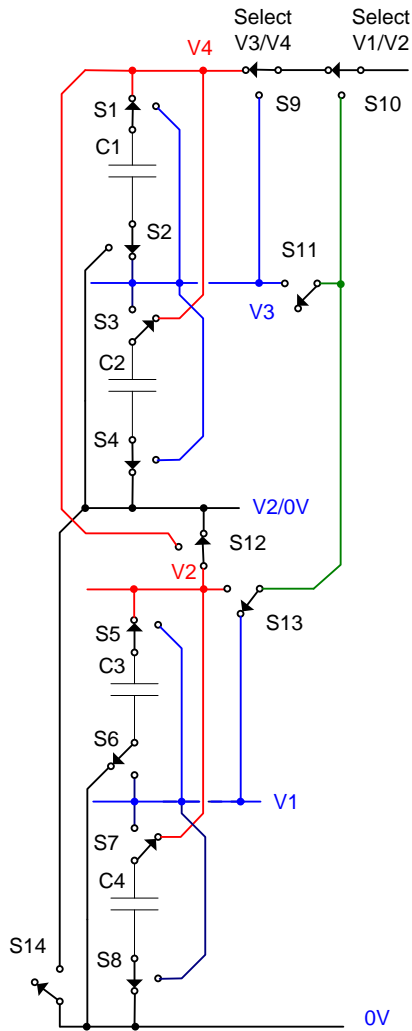 Select
V3/V4
Select
V1/V2
V4
S1
S9
S10
C1
S2
S11
S3
V3
C2
S4
V2/0V
S12
V2
S13
S5
C3
S6
V1
S7
C4
S14
S8
0V